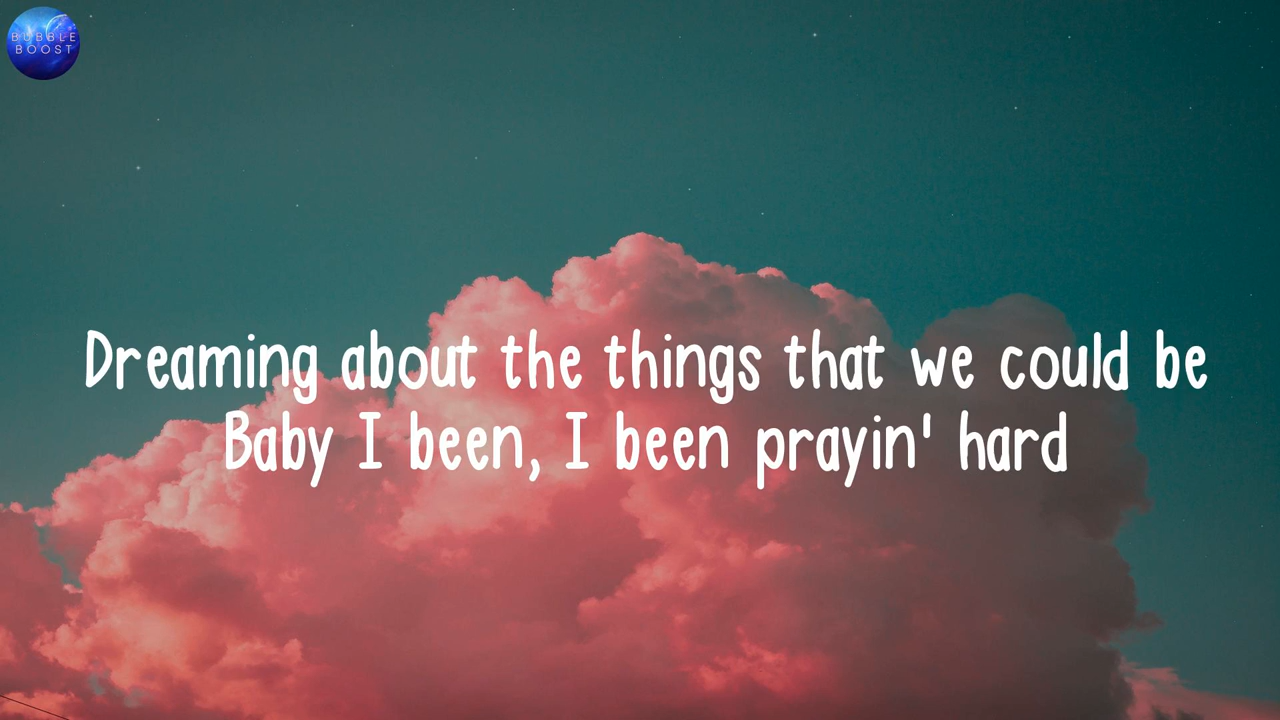 BUBBLE
BOOST
Dreaming about the things that we could be
Baby I been, I been prayin' hard